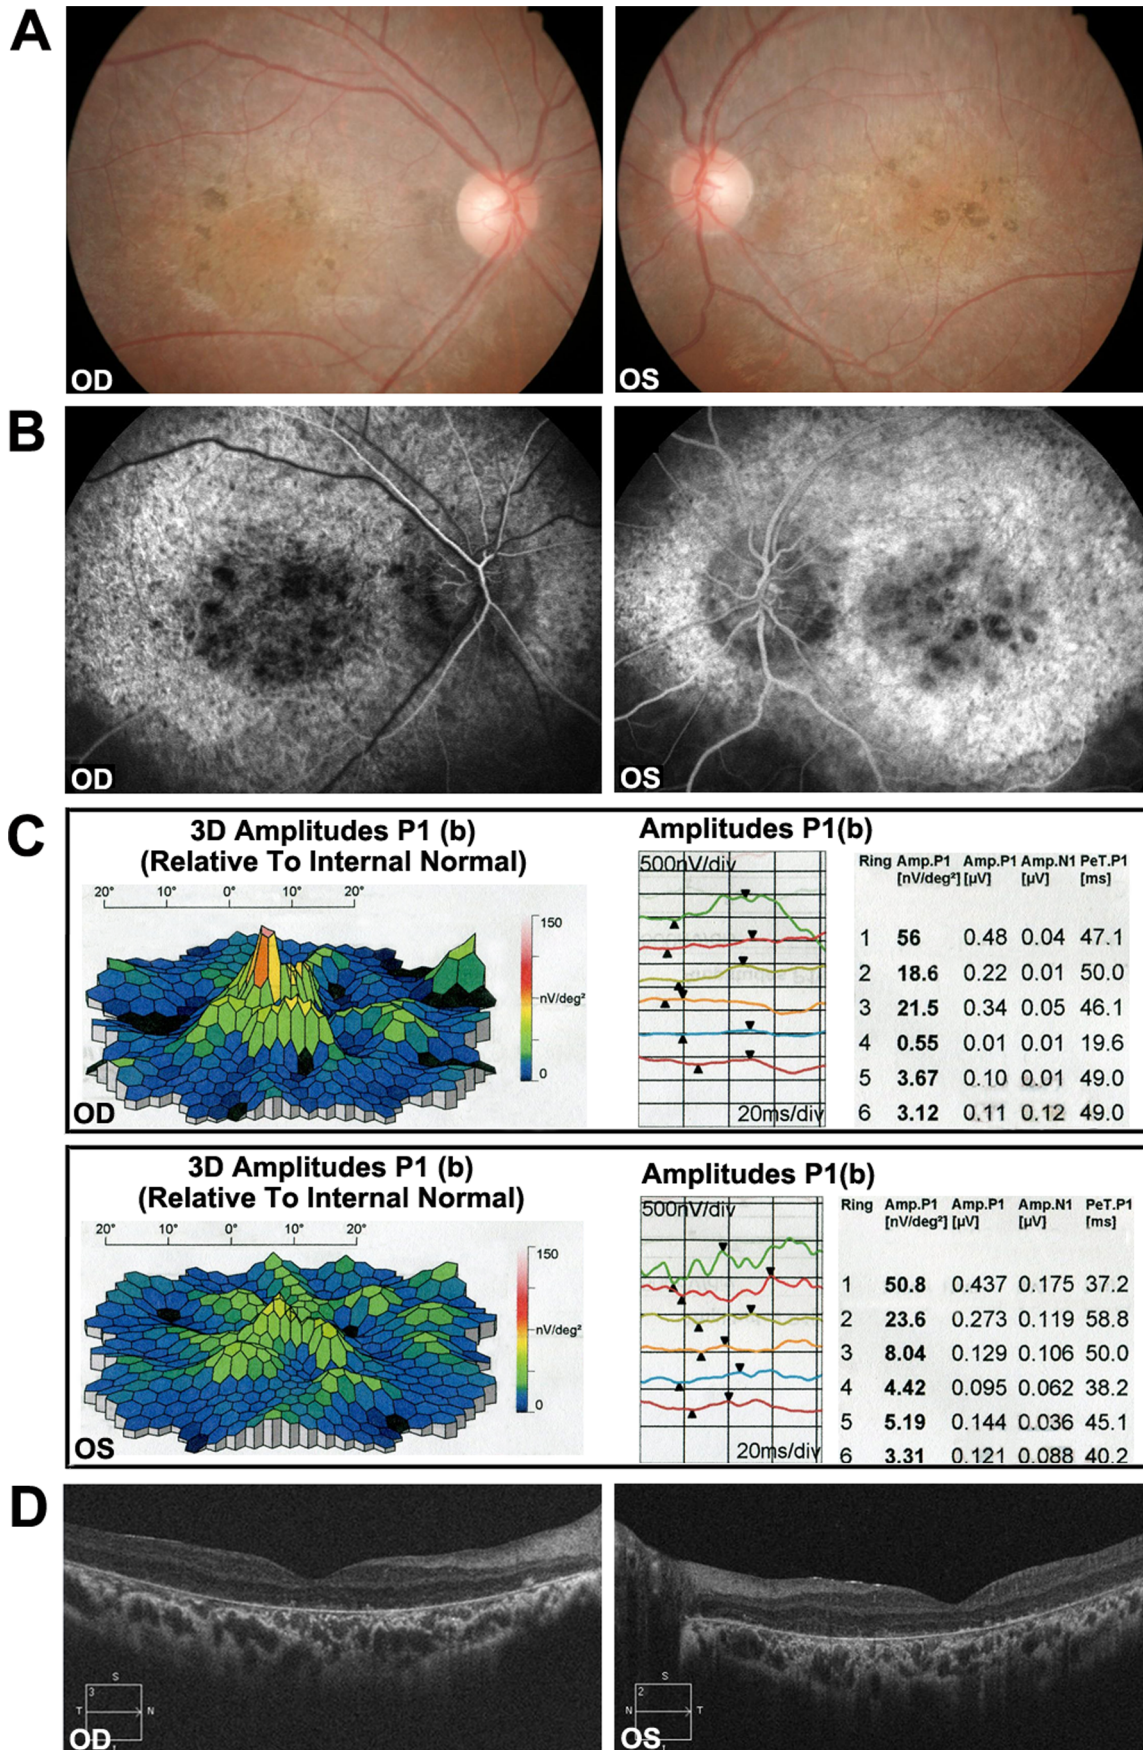 A
OD
OS
B
OD
OS
C
3D Amplitudes P1 (b)
(Relative To Internal Normal)
20° 10° 0° 10° 20°
150
nV/deg²
0
OD
Amplitudes P1(b)
500nV/div
20ms/div
Ring Amp.P1 Amp.P1 Amp.N1 PeT.P1
[nV/deg²] [µV] [µV] [ms]
1 56 0.48 0.04 47.1
2 18.6 0.22 0.01 50.0
3 21.5 0.34 0.05 46.1
4 0.55 0.01 0.01 19.6
5 3.67 0.10 0.01 49.0
6 3.12 0.11 0.12 49.0
3D Amplitudes P1 (b)
(Relative To Internal Normal)
20° 10° 0° 10° 20°
150
nV/deg²
0
OS
Amplitudes P1(b)
500nV/div
20ms/div
Ring Amp.P1 Amp.P1 Amp.N1 PeT.P1
[nV/deg²] [µV] [µV] [ms]
1 50.8 0.437 0.175 37.2
2 23.6 0.273 0.119 58.8
3 8.04 0.129 0.106 50.0
4 4.42 0.095 0.062 38.2
5 5.19 0.144 0.036 45.1
6 3.31 0.121 0.088 40.2
D
S
3
T N
OD
S
2
N T
OS